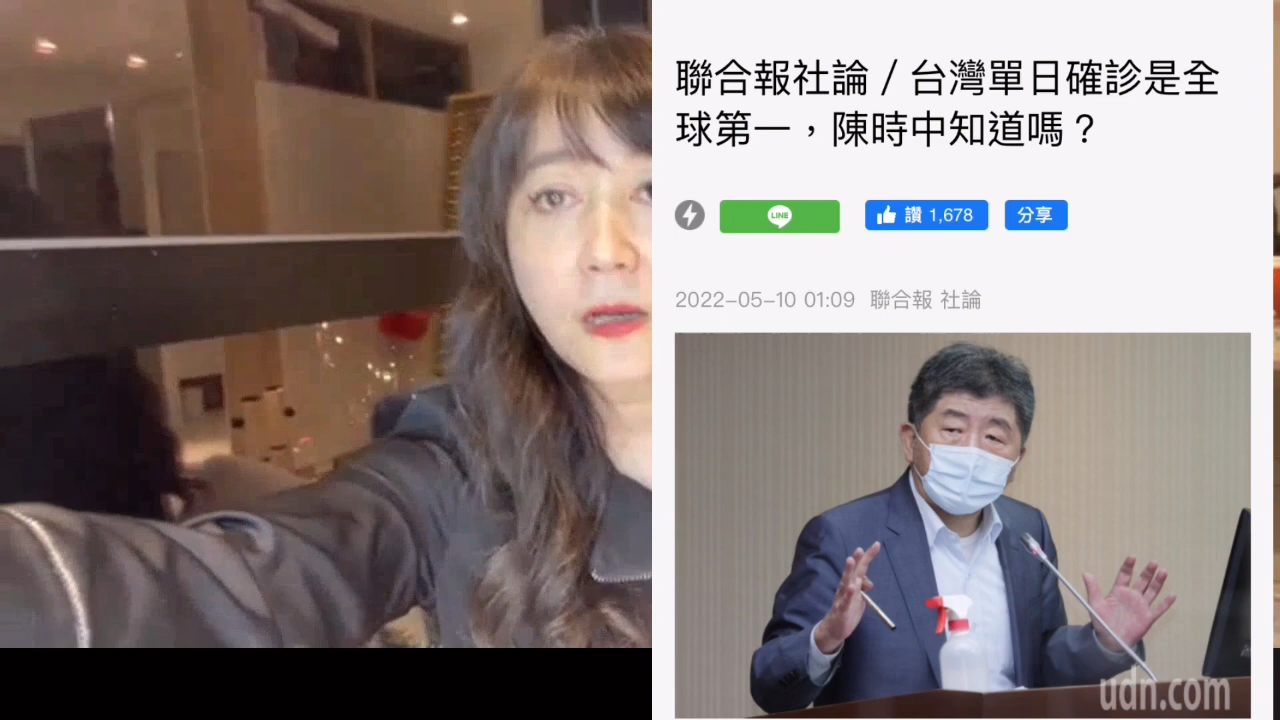 聯合報社論／台灣單日確診是全
球第一，陳時中知道嗎？
LINE
讚 1,678
分享
2022-05-10 01:09 聯合報 社論
udn.com